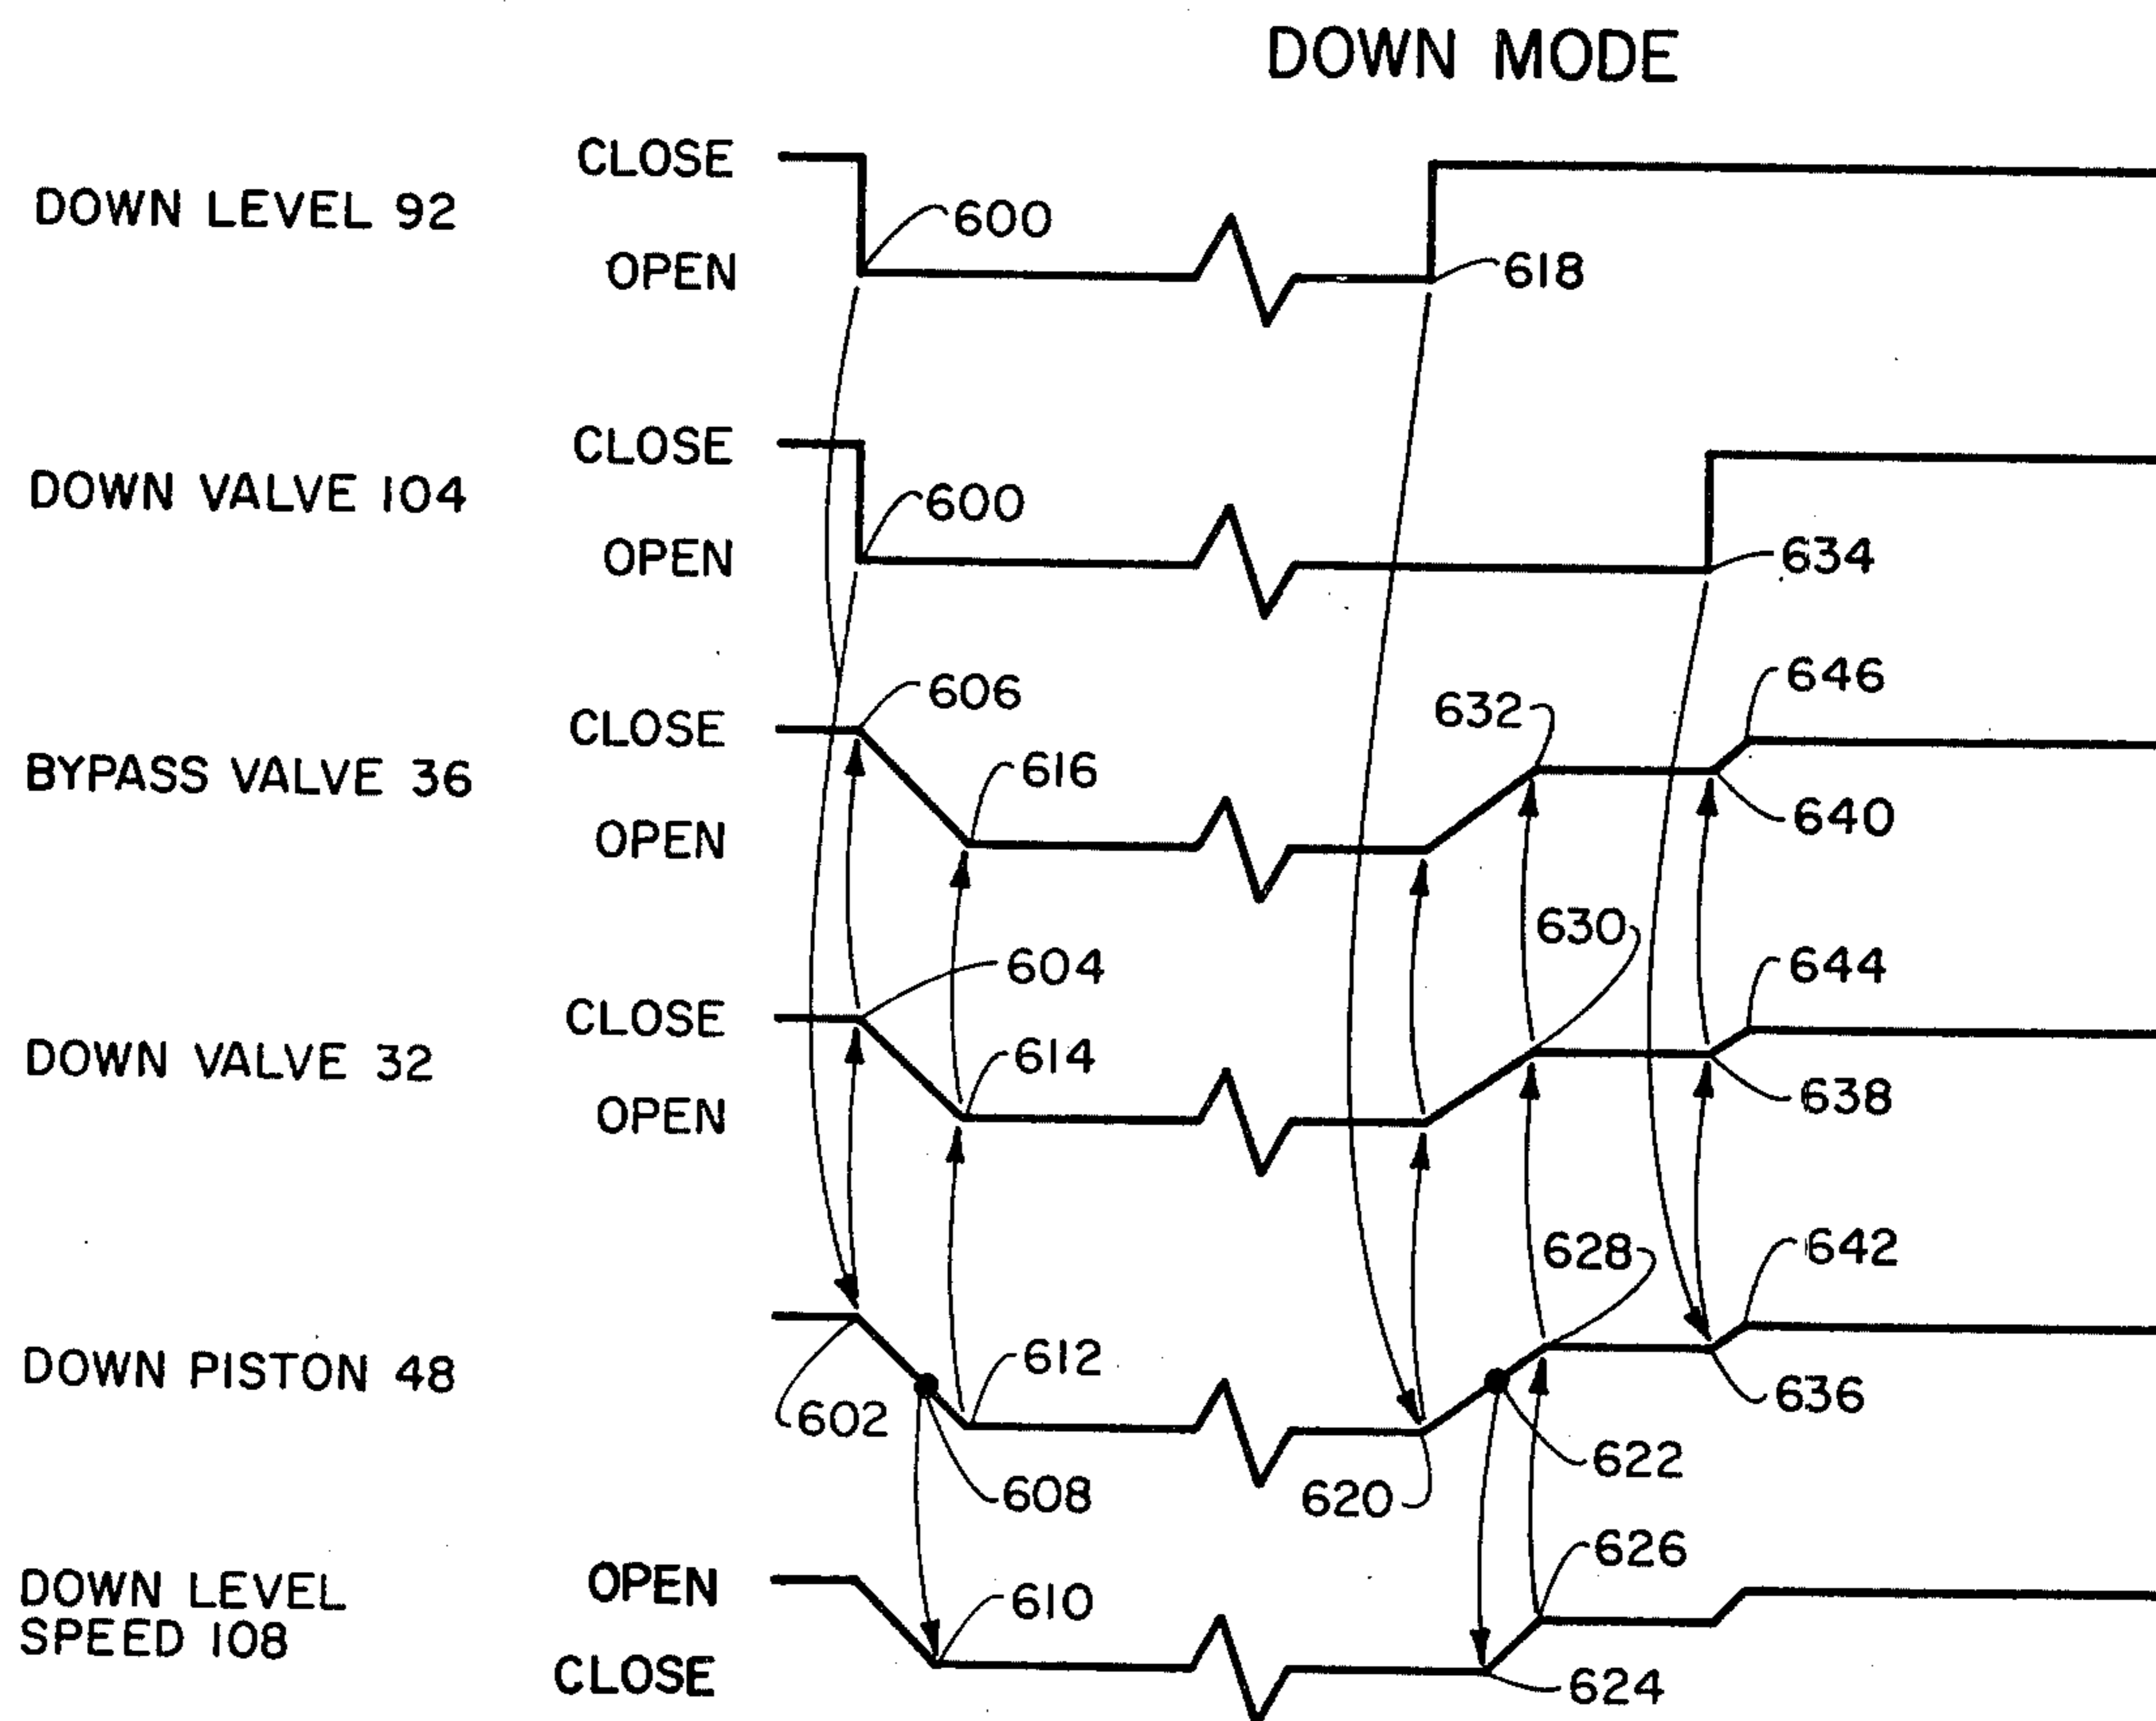 DOWN MODE
CLOSE
DOWN LEVEL 92
600
OPEN
618
CLOSE
DOWN VALVE 104
600
OPEN
634
606
646
632
CLOSE
BYPASS VALVE 36
616
640
OPEN
630
604
644
CLOSE
DOWN VALVE 32
614
638
OPEN
628
642
612
DOWN PISTON 48
636
602
622
608
620
626
OPEN
DOWN LEVEL
610
SPEED 108
CLOSE
624